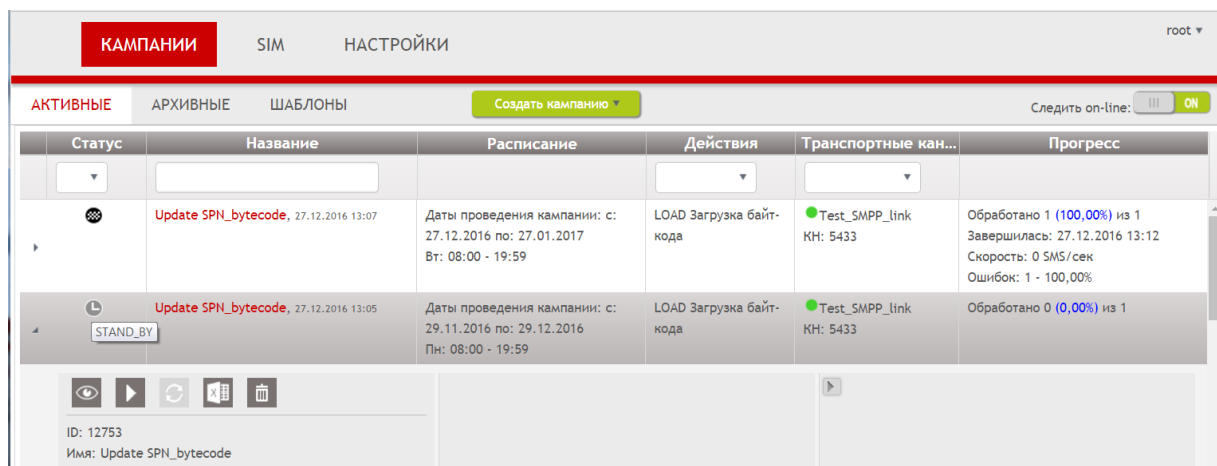 КАМПАНИИ SIM НАСТРОЙКИ root
АКТИВНЫЕ АРХИВНЫЕ ШАБЛОНЫ Создать кампанию Следить on-line: ON
Статус Название Расписание Действия Транспортные кан... Прогресс
Update SPN_bytecode, 27.12.2016 13:07 Даты проведения кампании: с: LOAD Загрузка байт- Test_SMPP_link Обработано 1 (100,00%) из 1
27.12.2016 по: 27.01.2017 кода КН: 5433 Завершилась: 27.12.2016 13:12
Вт: 08:00 - 19:59 Скорость: 0 SMS/сек
Ошибок: 1 - 100,00%
Update SPN_bytecode, 27.12.2016 13:05 Даты проведения кампании: с: LOAD Загрузка байт- Test_SMPP_link Обработано 0 (0,00%) из 1
STAND_BY 29.11.2016 по: 29.12.2016 кода КН: 5433
Пн: 08:00 - 19:59
ID: 12753
Имя: Update SPN_bytecode